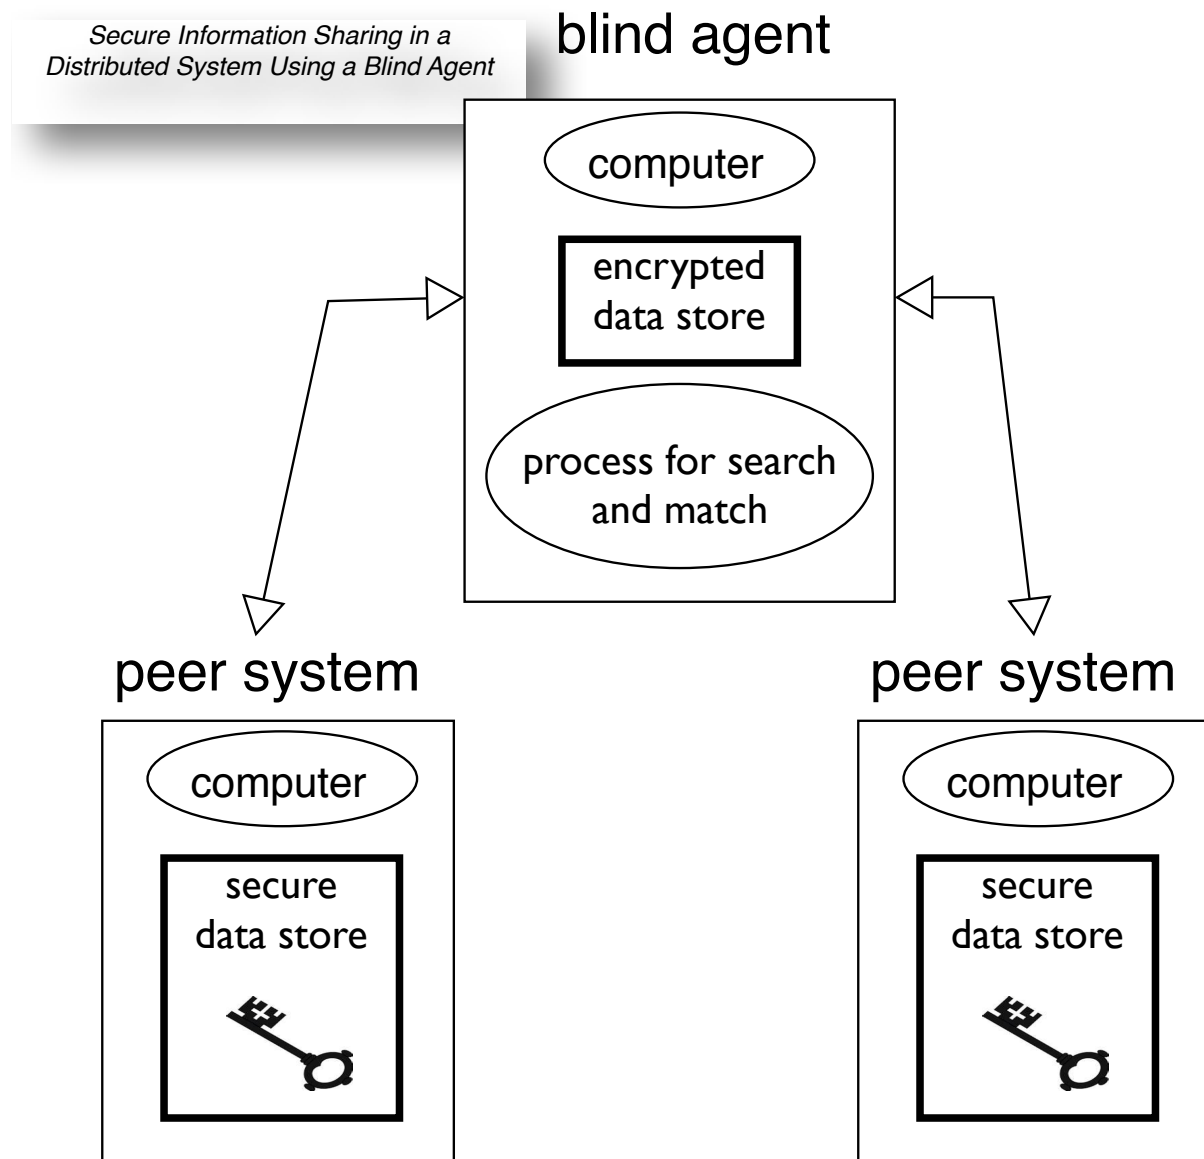 Secure Information Sharing in a
Distributed System Using a Blind Agent
blind agent
computer
encrypted
data store
process for search
and match
peer system
computer
secure
data store
peer system
computer
secure
data store